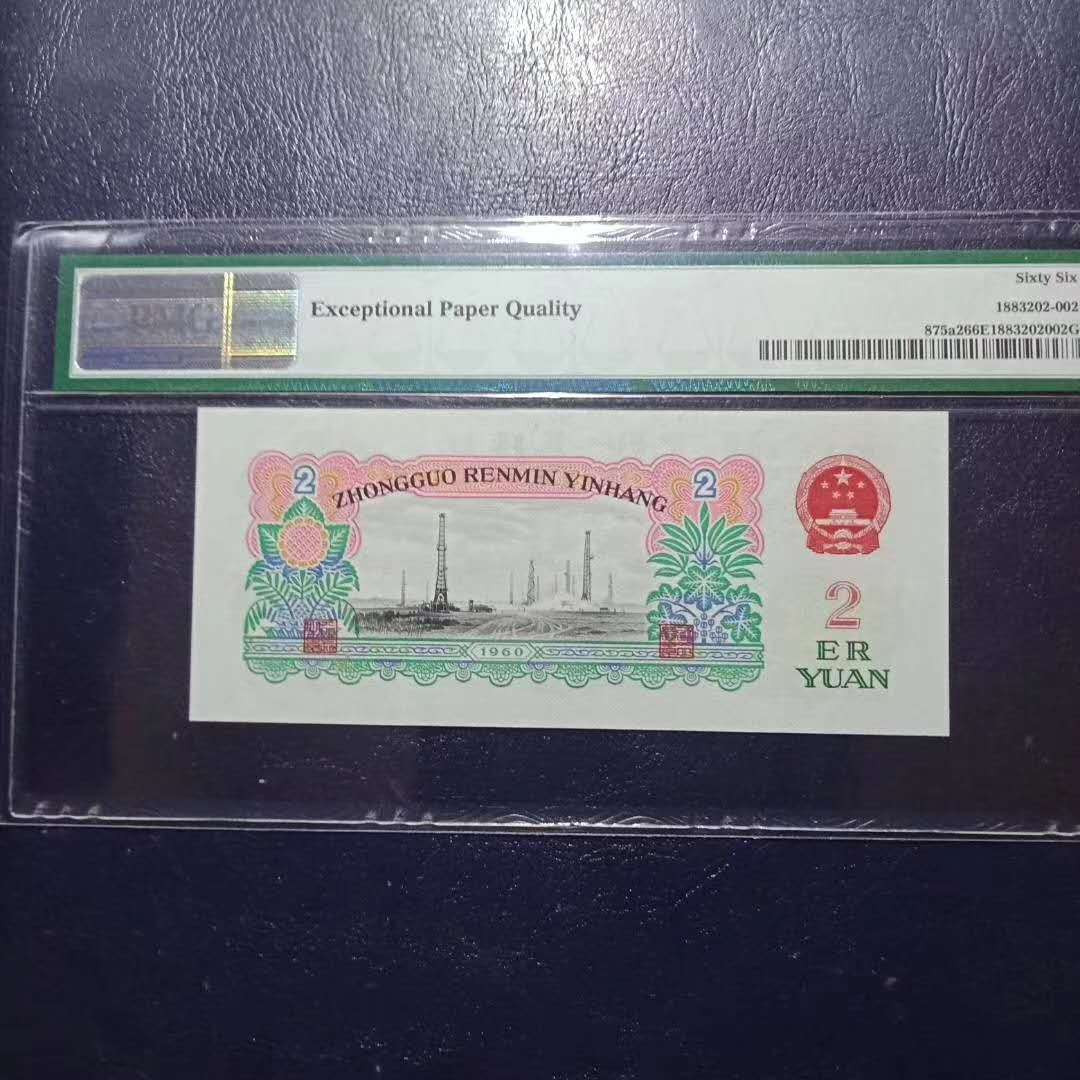 Exceptional Paper Quality
Sixty Six
1883202-002
875a266E1883202002G
2
ZHONGGUO RENMIN YINHANG
2
1960
2
ER
YUAN